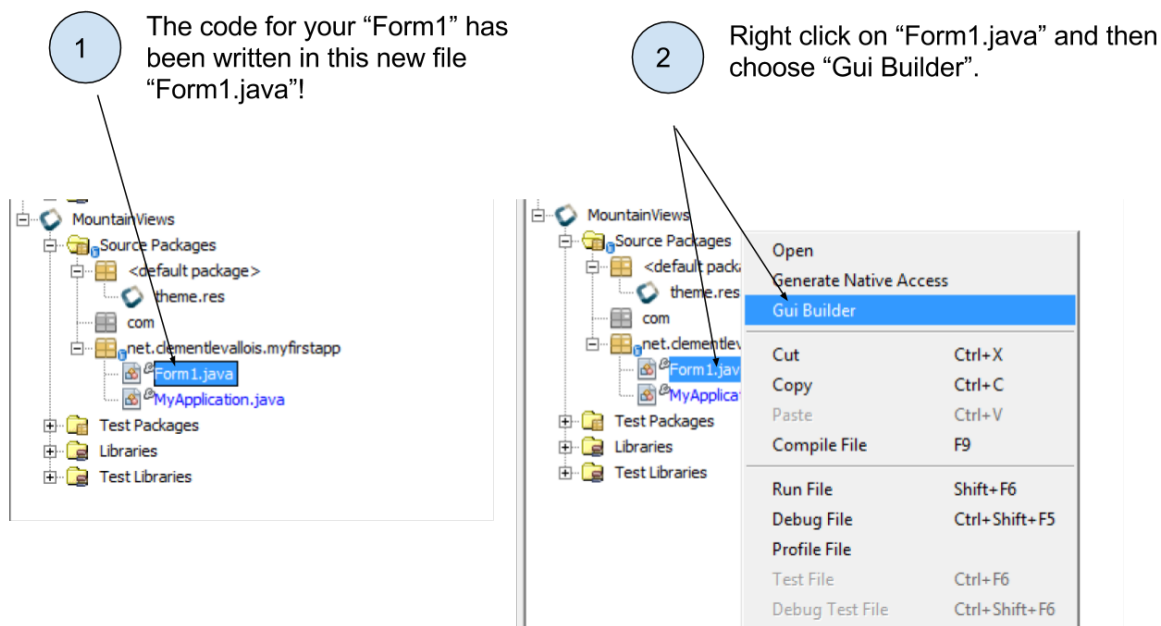 1
The code for your “Form1” has
been written in this new file
“Form1.java”!
2
Right click on “Form1.java” and then
choose “Gui Builder”.
MountainViews
Source Packages
<default package>
theme.res
com
net.clementlevallois.myfirstapp
Form1.java
MyApplication.java
Test Packages
Libraries
Test Libraries
MountainViews
Source Packages
<default packa
theme.res
com
net.clementlev
Form1.jav
MyApplica
Test Packages
Libraries
Test Libraries
Open
Generate Native Access
Gui Builder
Cut Ctrl+X
Copy Ctrl+C
Paste Ctrl+V
Compile File F9
Run File Shift+F6
Debug File Ctrl+Shift+F5
Profile File
Test File Ctrl+F6
Debug Test File Ctrl+Shift+F6